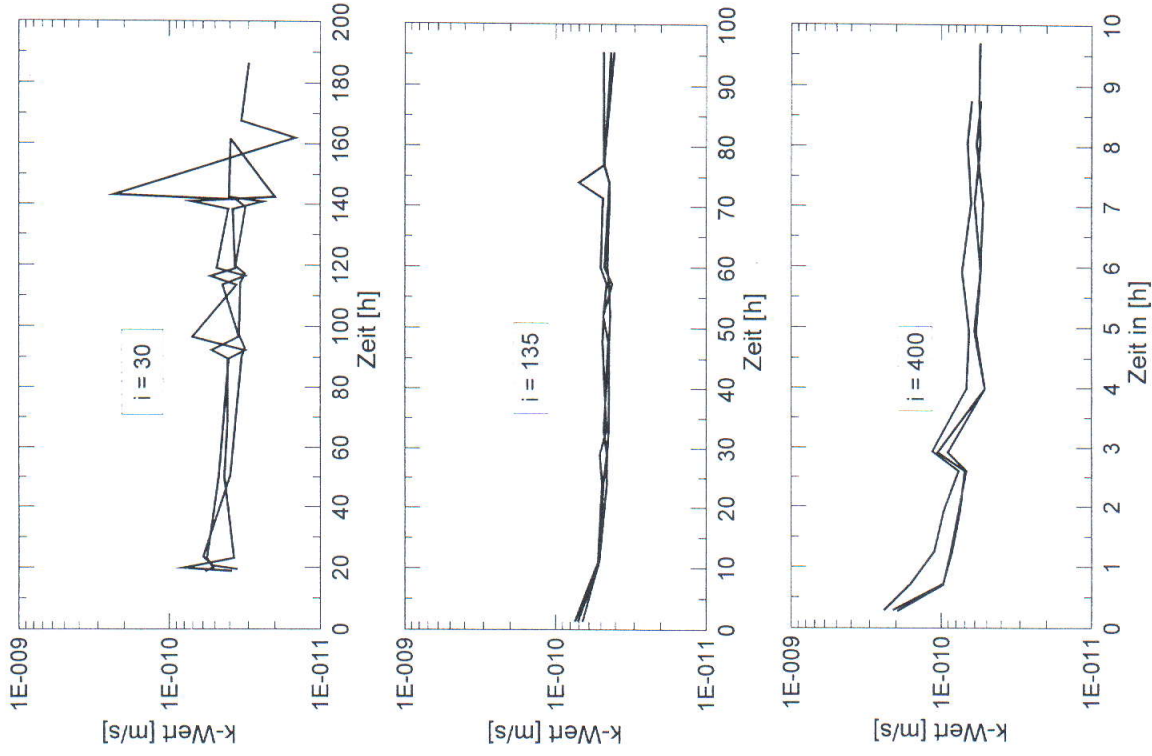 1E-009
i = 30
1E-010
k-Wert [m/s]
1E-011
0 20 40 60 80 100 120 140 160 180 200
Zeit [h]
1E-009
i = 135
1E-010
k-Wert [m/s]
1E-011
0 10 20 30 40 50 60 70 80 90 100
Zeit [h]
1E-009
i = 400
1E-010
k-Wert [m/s]
1E-011
0 1 2 3 4 5 6 7 8 9 10
Zeit in [h]